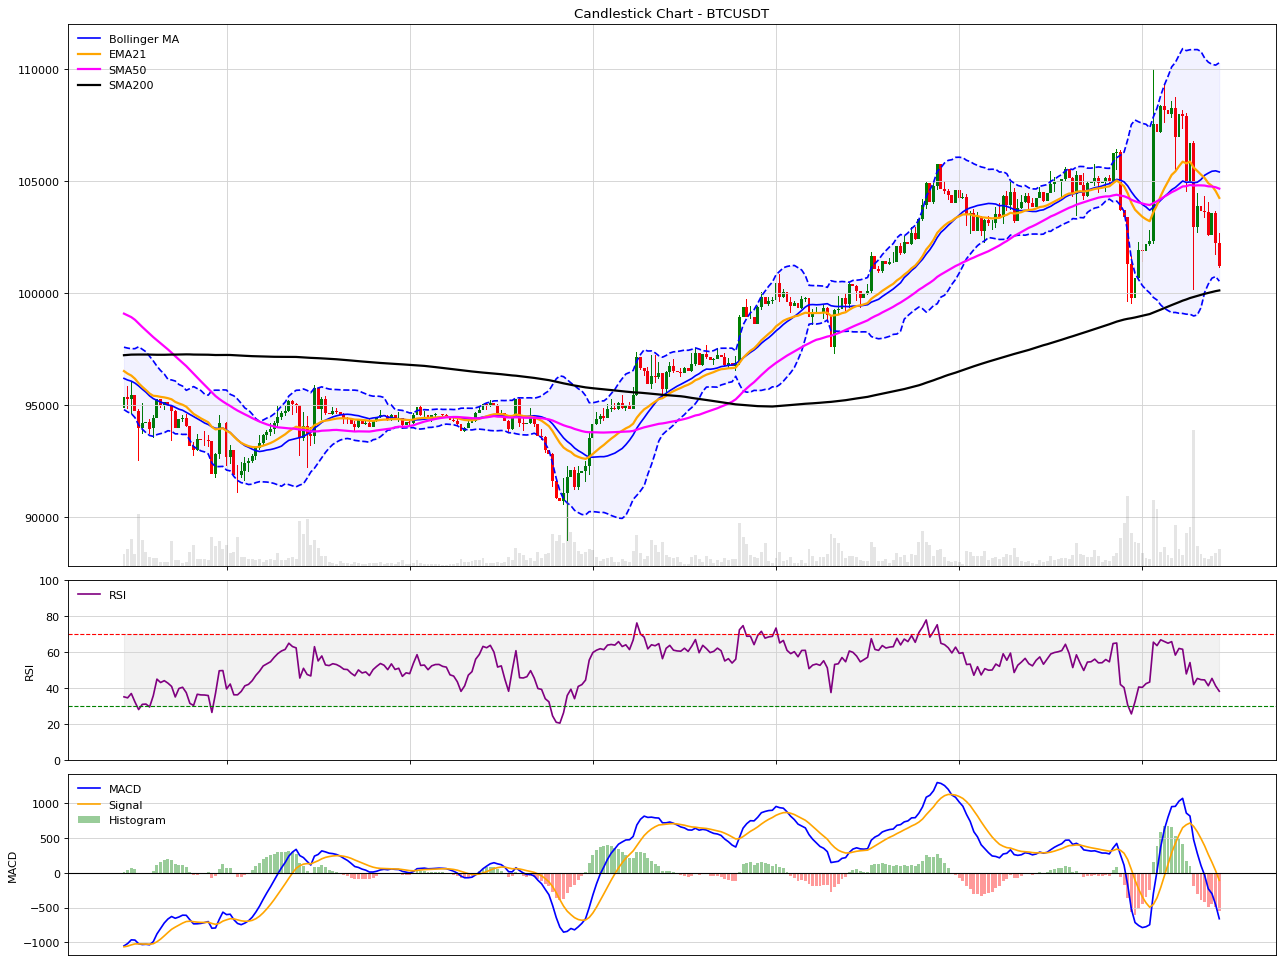 Candlestick Chart - BTCUSDT
Bollinger MA
EMA21
SMA50
SMA200
110000
105000
100000
95000
90000
RSI
100
80
60
40
20
0
RSI
MACD
Signal
Histogram
1000
500
0
−500
−1000
MACD